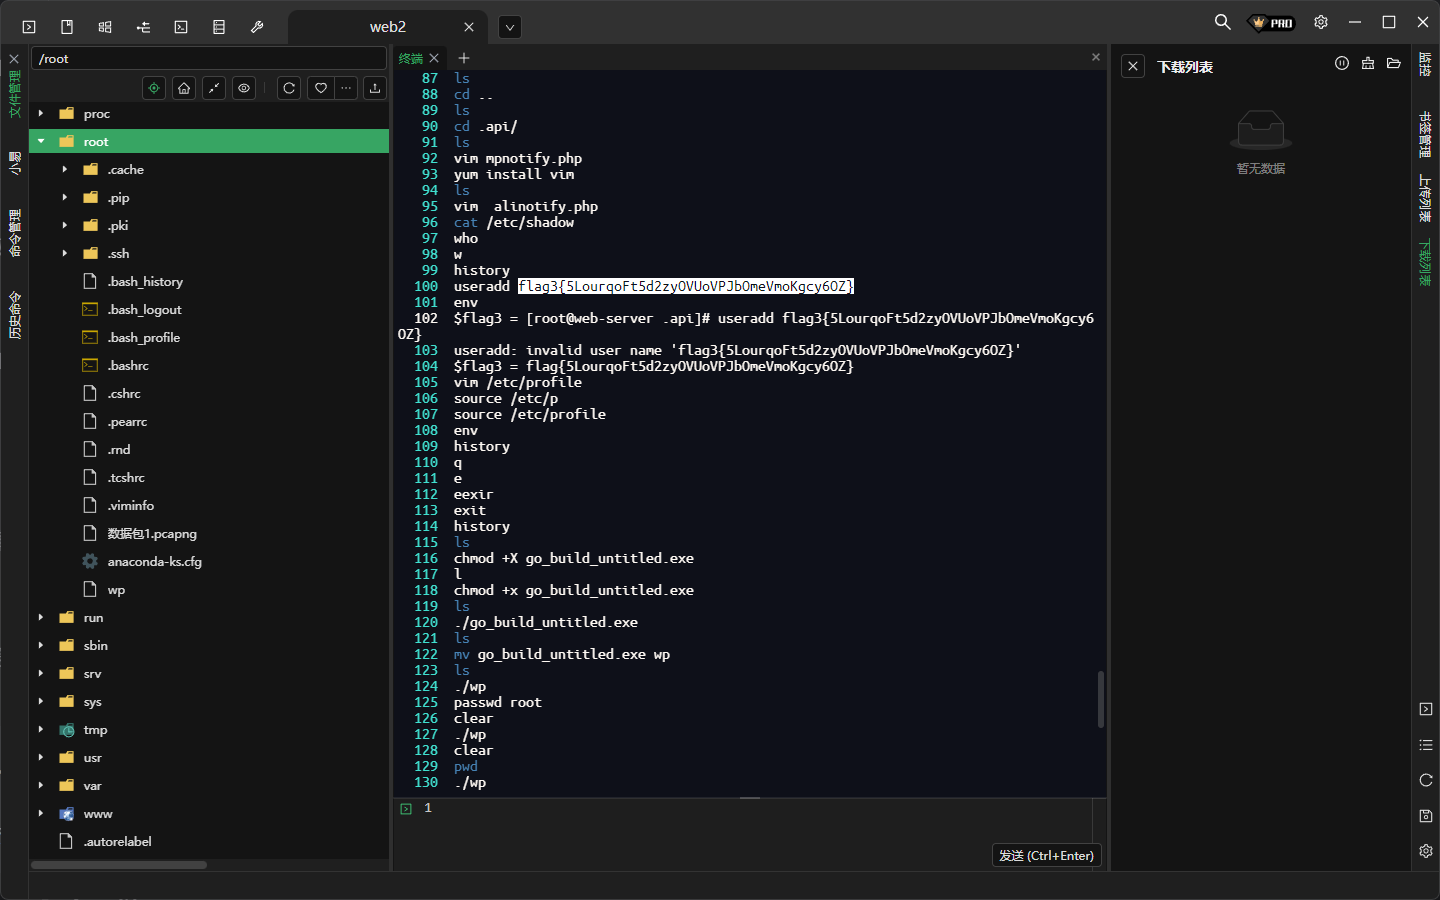 web2
PRO
文件管理
小易
命令管理
历史命令
/root
proc
root
.cache
.pip
.pki
.ssh
.bash_history
.bash_logout
.bash_profile
.bashrc
.cshrc
.pearrc
.rnd
.tcshrc
.viminfo
数据包1.pcapng
anaconda-ks.cfg
wp
run
sbin
srv
sys
tmp
usr
var
www
.autorelabel
终端
87 ls
88 cd ..
89 ls
90 cd .api/
91 ls
92 vim mpnotify.php
93 yum install vim
94 ls
95 vim  alinotify.php
96 cat /etc/shadow
97 who
98 w
99 history
100 useradd flag3{5LourqoFt5d2zyOVUoVPJbOmeVmoKgcy6OZ}
101 env
102 $flag3 = [root@web-server .api]# useradd flag3{5LourqoFt5d2zyOVUoVPJbOmeVmoKgcy6
OZ}
103 useradd: invalid user name 'flag3{5LourqoFt5d2zyOVUoVPJbOmeVmoKgcy6OZ}'
104 $flag3 = flag{5LourqoFt5d2zyOVUoVPJbOmeVmoKgcy6OZ}
105 vim /etc/profile
106 source /etc/p
107 source /etc/profile
108 env
109 history
110 q
111 e
112 eexir
113 exit
114 history
115 ls
116 chmod +X go_build_untitled.exe
117 l
118 chmod +x go_build_untitled.exe
119 ls
120 ./go_build_untitled.exe
121 ls
122 mv go_build_untitled.exe wp
123 ls
124 ./wp
125 passwd root
126 clear
127 ./wp
128 clear
129 pwd
130 ./wp
1
发送 (Ctrl+Enter)
下载列表
暂无数据
监控
书签管理
上传列表
下载列表